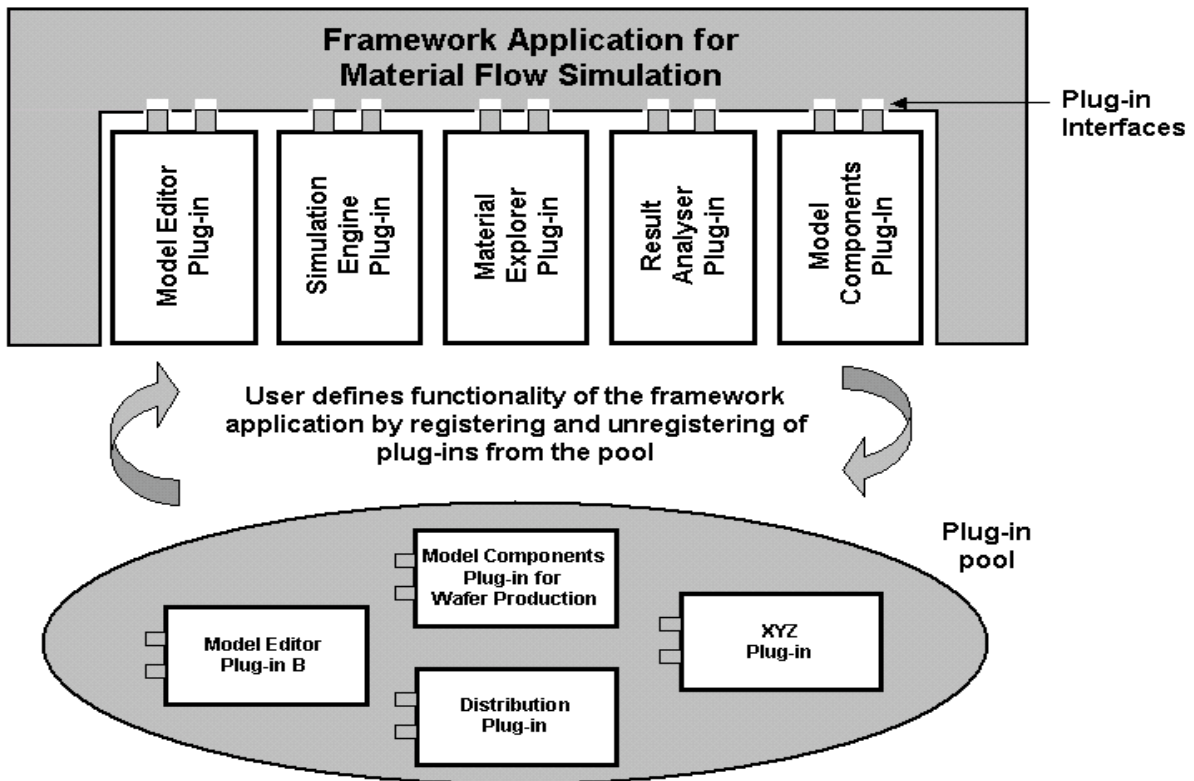 Framework Application for
Material Flow Simulation
Plug-in
Interfaces
Model Editor
Plug-in
Simulation
Engine
Plug-in
Material
Explorer
Plug-in
Result
Analyser
Plug-in
Model
Components
Plug-In
User defines functionality of the framework
application by registering and unregistering of
plug-ins from the pool
Plug-in
pool
Model Components
Plug-in for
Wafer Production
Model Editor
Plug-in B
XYZ
Plug-in
Distribution
Plug-in